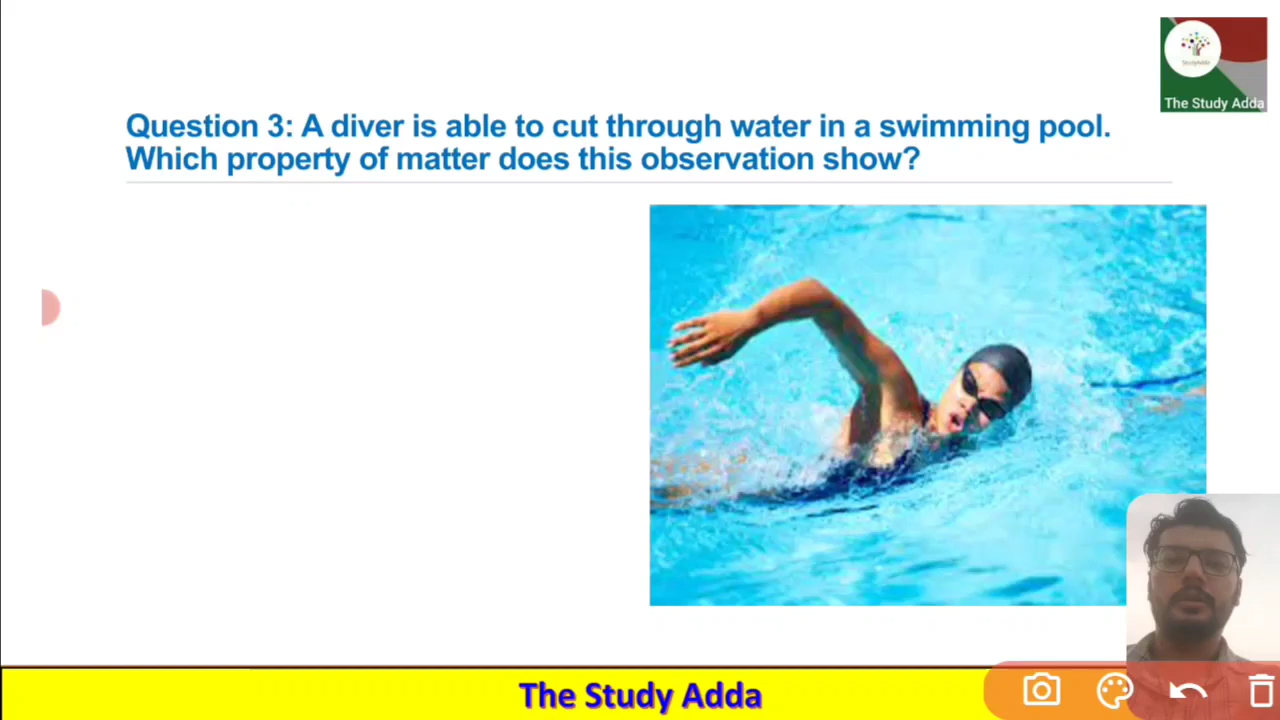 The Study Adda
Question 3: A diver is able to cut through water in a swimming pool.
Which property of matter does this observation show?
The Study Adda